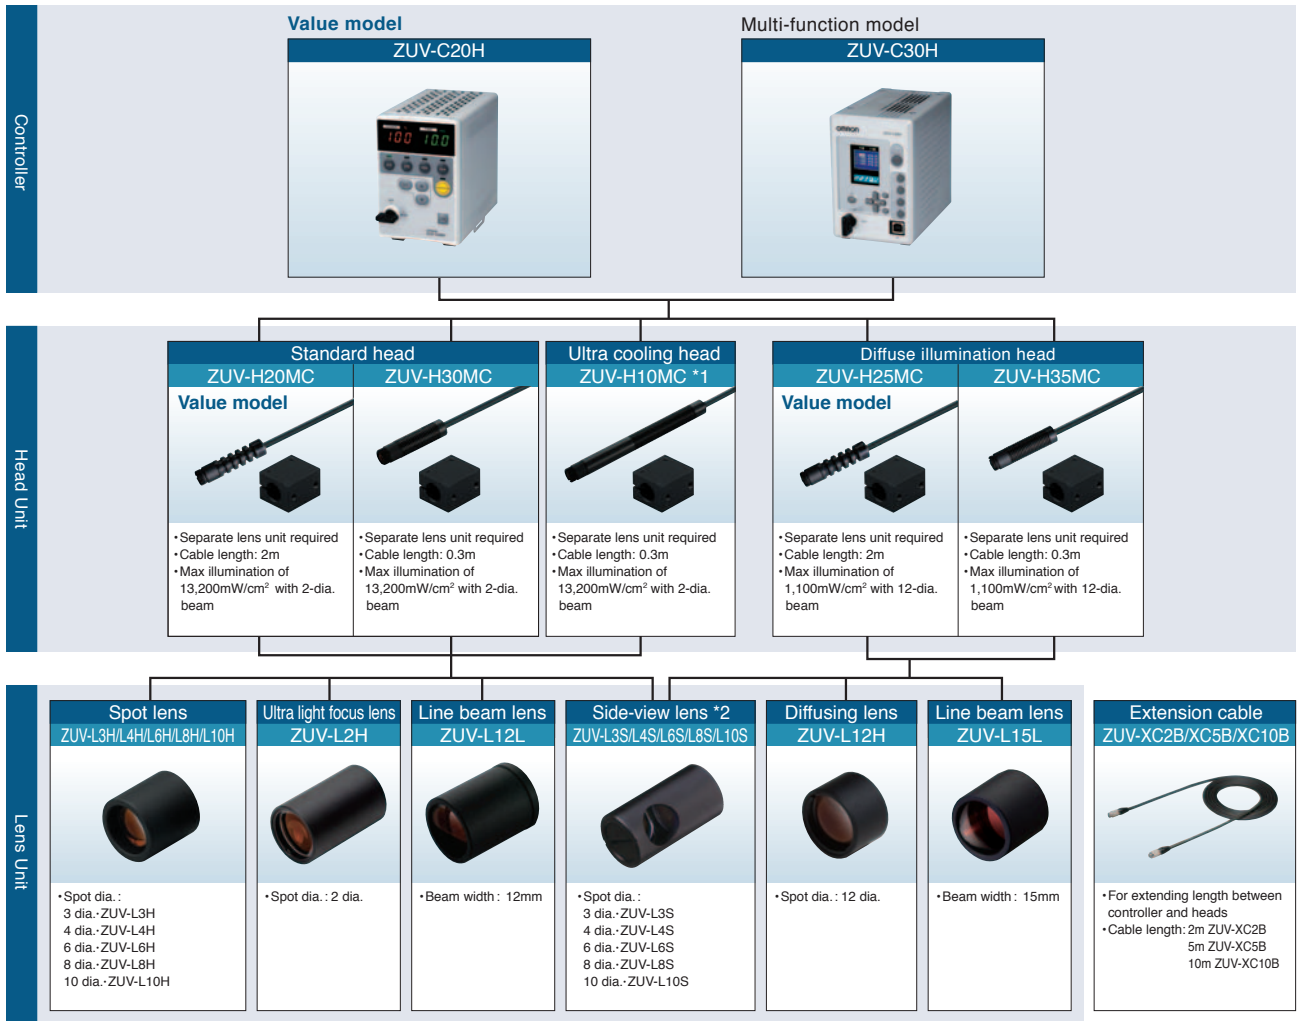 Controller
Value model
ZUV-C20H
100 100
Multi-function model
ZUV-C30H
OMRON
Head Unit
Standard head
ZUV-H20MC
ZUV-H30MC
Value model
・Separate lens unit required
・Cable length: 2m
・Max illumination of
13,200mW/cm² with 2-dia.
beam
・Separate lens unit required
・Cable length: 0.3m
・Max illumination of
13,200mW/cm² with 2-dia.
beam
Ultra cooling head
ZUV-H10MC *1
・Separate lens unit required
・Cable length: 0.3m
・Max illumination of
13,200mW/cm² with 2-dia.
beam
Diffuse illumination head
ZUV-H25MC
ZUV-H35MC
Value model
・Separate lens unit required
・Cable length: 2m
・Max illumination of
1,100mW/cm² with 12-dia.
beam
・Separate lens unit required
・Cable length: 0.3m
・Max illumination of
1,100mW/cm² with 12-dia.
beam
Lens Unit
Spot lens
ZUV-L3H/L4H/L6H/L8H/L10H
・Spot dia. :
3 dia.・ZUV-L3H
4 dia.・ZUV-L4H
6 dia.・ZUV-L6H
8 dia.・ZUV-L8H
10 dia.・ZUV-L10H
Ultra light focus lens
ZUV-L2H
・Spot dia. : 2 dia.
Line beam lens
ZUV-L12L
・Beam width : 12mm
Side-view lens *2
ZUV-L3S/L4S/L6S/L8S/L10S
・Spot dia. :
3 dia.・ZUV-L3S
4 dia.・ZUV-L4S
6 dia.・ZUV-L6S
8 dia.・ZUV-L8S
10 dia.・ZUV-L10S
Diffusing lens
ZUV-L12H
・Spot dia. : 12 dia.
Line beam lens
ZUV-L15L
・Beam width : 15mm
Extension cable
ZUV-XC2B/XC5B/XC10B
・For extending length between
controller and heads
・Cable length: 2m ZUV-XC2B
5m ZUV-XC5B
10m ZUV-XC10B